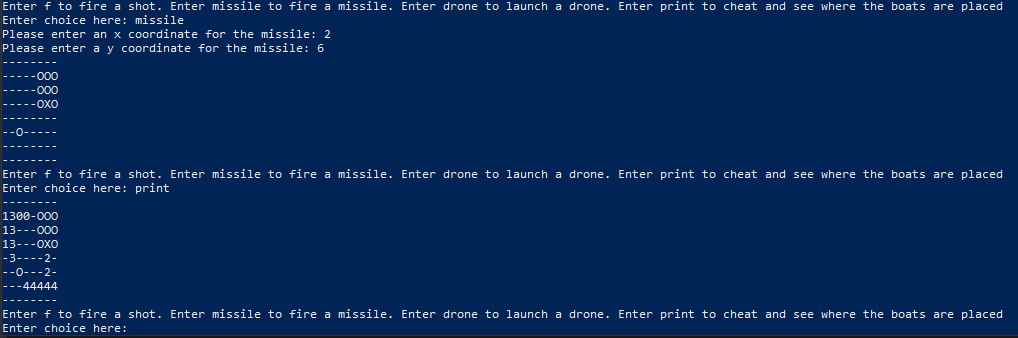 Enter f to fire a shot. Enter missile to fire a missile. Enter drone to launch a drone. Enter print to cheat and see where the boats are placed
Enter choice here: missile
Please enter an x coordinate for the missile: 2
Please enter a y coordinate for the missile: 6
--------
-----OOO
-----OOO
-----OXO
--------
--O-----
--------
--------
Enter f to fire a shot. Enter missile to fire a missile. Enter drone to launch a drone. Enter print to cheat and see where the boats are placed
Enter choice here: print
--------
1300-OOO
13---OOO
13---OXO
-3----2-
--O---2-
---44444
--------
Enter f to fire a shot. Enter missile to fire a missile. Enter drone to launch a drone. Enter print to cheat and see where the boats are placed
Enter choice here: